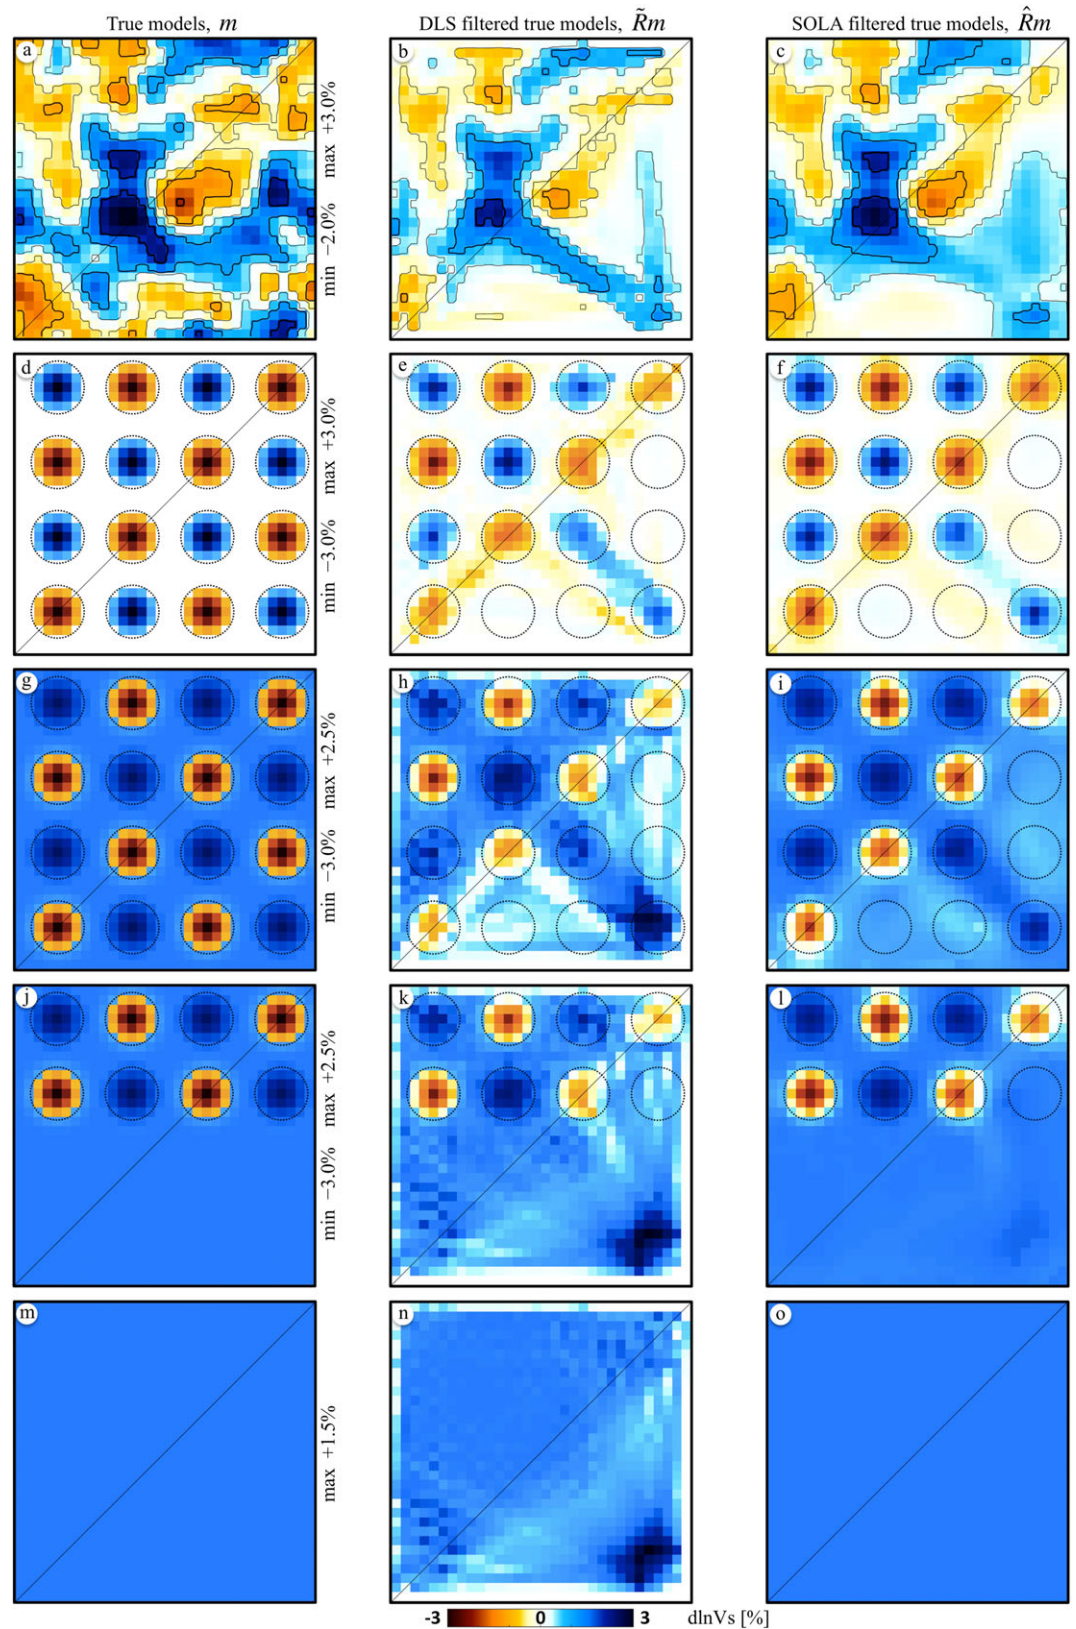 True models, m
DLS filtered true models, R̃m
SOLA filtered true models, R̂m
a
b
c
min −2.0% max +3.0%
d
e
f
min −3.0% max +3.0%
g
h
i
min −3.0% max +2.5%
j
k
l
min −3.0% max +2.5%
m
n
o
max +1.5%
-3 0 3 dlnVs [%]